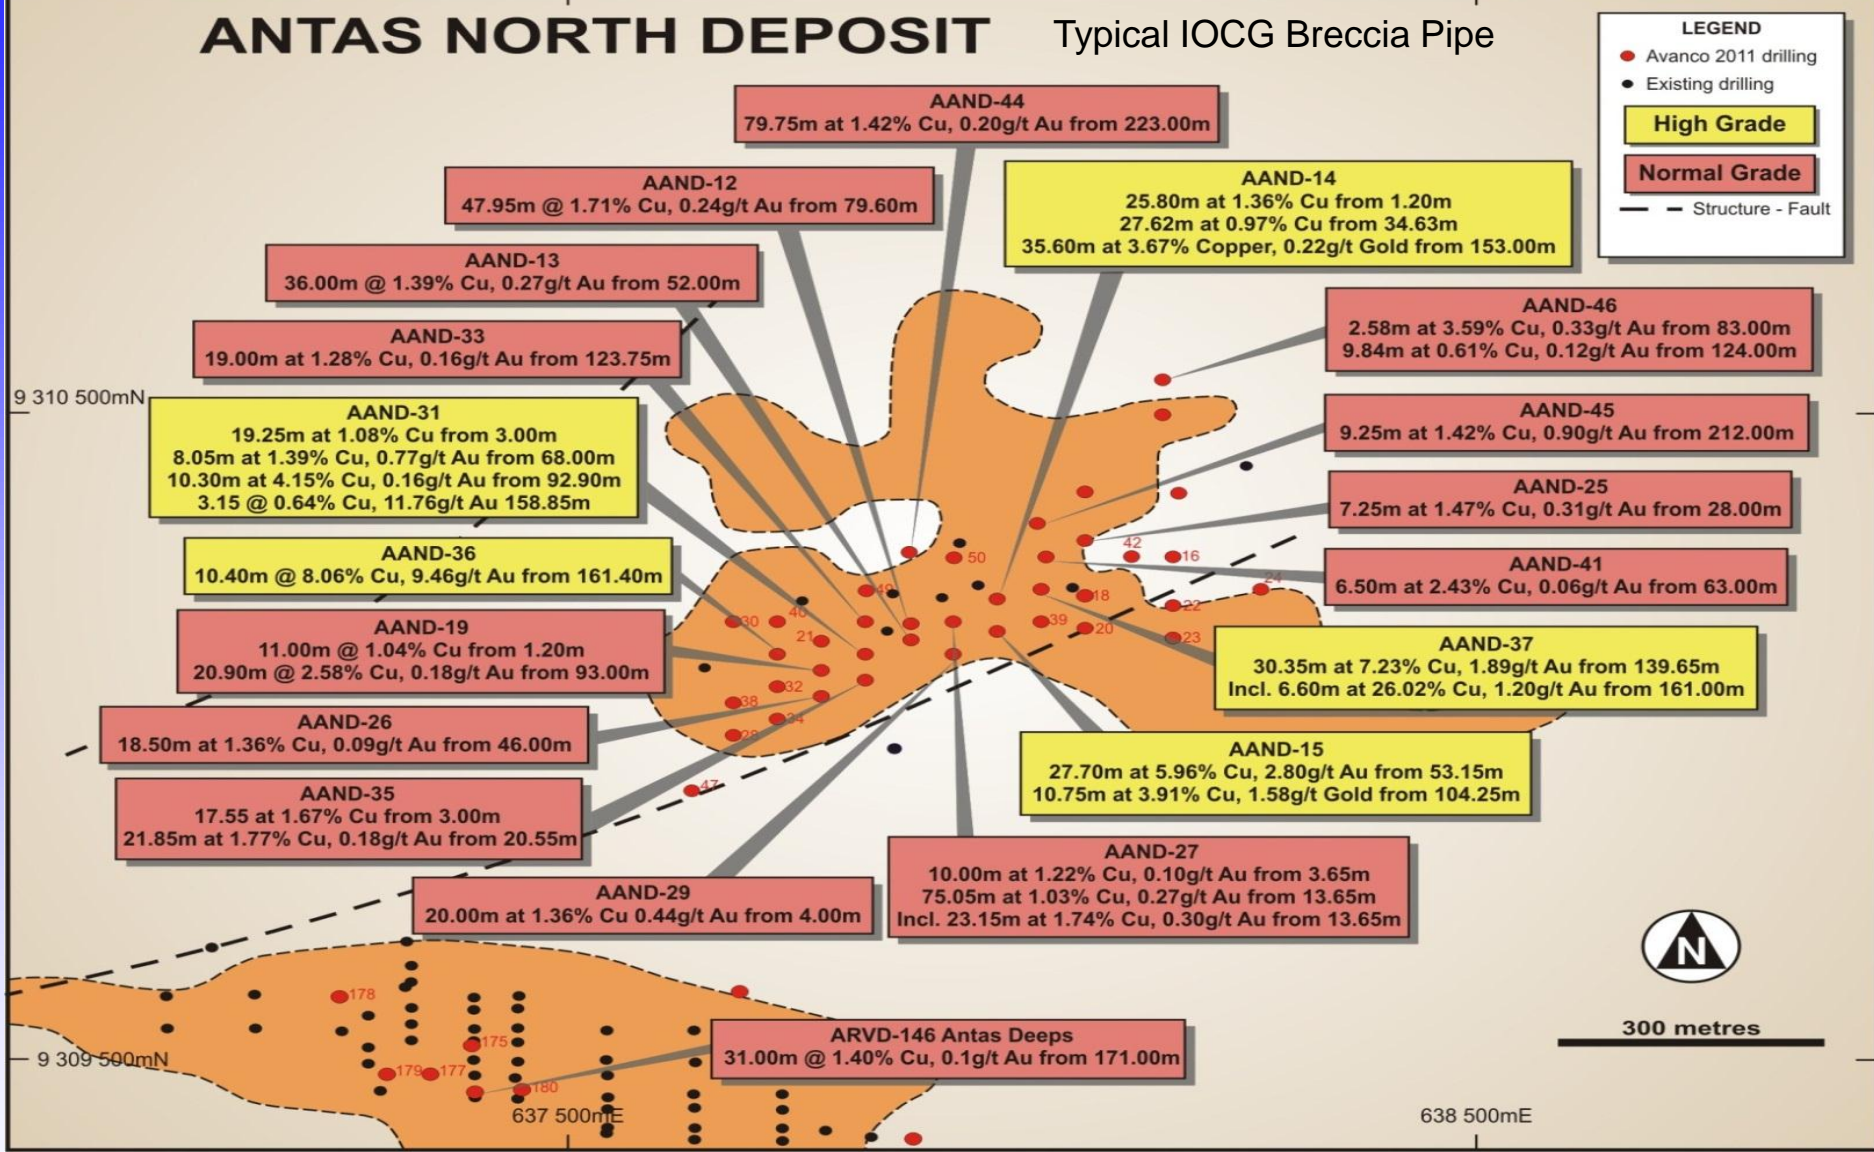 ANTAS NORTH DEPOSIT
Typical IOCG Breccia Pipe
LEGEND
Avanco 2011 drilling
Existing drilling
High Grade
Normal Grade
Structure - Fault
AAND-44
79.75m at 1.42% Cu, 0.20g/t Au from 223.00m
AAND-12
47.95m @ 1.71% Cu, 0.24g/t Au from 79.60m
AAND-14
25.80m at 1.36% Cu from 1.20m
27.62m at 0.97% Cu from 34.63m
35.60m at 3.67% Copper, 0.22g/t Gold from 153.00m
AAND-13
36.00m @ 1.39% Cu, 0.27g/t Au from 52.00m
AAND-46
2.58m at 3.59% Cu, 0.33g/t Au from 83.00m
9.84m at 0.61% Cu, 0.12g/t Au from 124.00m
AAND-33
19.00m at 1.28% Cu, 0.16g/t Au from 123.75m
9 310 500mN
AAND-31
19.25m at 1.08% Cu from 3.00m
8.05m at 1.39% Cu, 0.77g/t Au from 68.00m
10.30m at 4.15% Cu, 0.16g/t Au from 92.90m
3.15 @ 0.64% Cu, 11.76g/t Au 158.85m
AAND-45
9.25m at 1.42% Cu, 0.90g/t Au from 212.00m
AAND-25
7.25m at 1.47% Cu, 0.31g/t Au from 28.00m
AAND-36
10.40m @ 8.06% Cu, 9.46g/t Au from 161.40m
AAND-41
6.50m at 2.43% Cu, 0.06g/t Au from 63.00m
42
50
16
24
49
18
22
30
40
21
39
20
23
AAND-19
11.00m @ 1.04% Cu from 1.20m
20.90m @ 2.58% Cu, 0.18g/t Au from 93.00m
AAND-37
30.35m at 7.23% Cu, 1.89g/t Au from 139.65m
Incl. 6.60m at 26.02% Cu, 1.20g/t Au from 161.00m
32
38
34
28
47
AAND-26
18.50m at 1.36% Cu, 0.09g/t Au from 46.00m
AAND-15
27.70m at 5.96% Cu, 2.80g/t Au from 53.15m
10.75m at 3.91% Cu, 1.58g/t Gold from 104.25m
AAND-35
17.55 at 1.67% Cu from 3.00m
21.85m at 1.77% Cu, 0.18g/t Au from 20.55m
AAND-27
10.00m at 1.22% Cu, 0.10g/t Au from 3.65m
75.05m at 1.03% Cu, 0.27g/t Au from 13.65m
Incl. 23.15m at 1.74% Cu, 0.30g/t Au from 13.65m
AAND-29
20.00m at 1.36% Cu 0.44g/t Au from 4.00m
N
300 metres
178
175
179
177
180
ARVD-146 Antas Deeps
31.00m @ 1.40% Cu, 0.1g/t Au from 171.00m
9 309 500mN
637 500mE
638 500mE